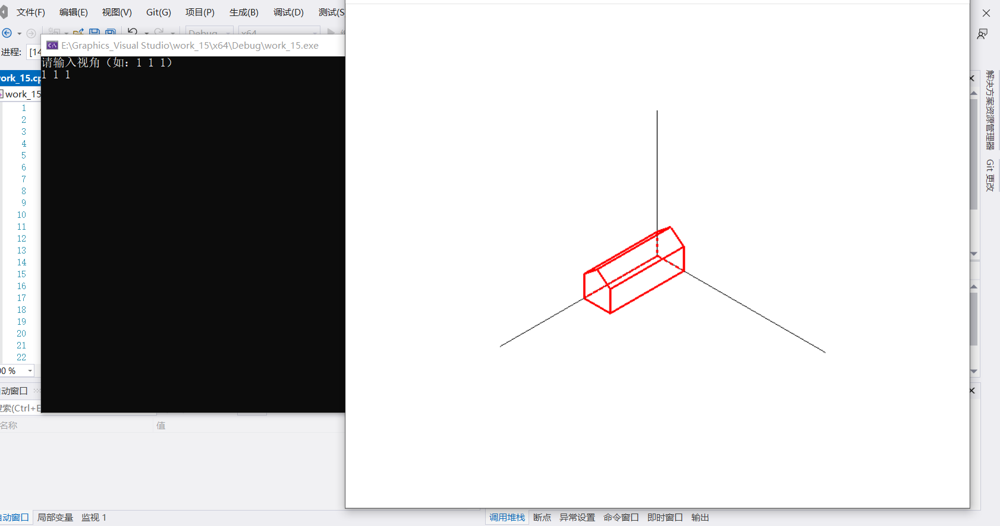 文件(F) 编辑(E) 视图(V) Git(G) 项目(P) 生成(B) 调试(D) 测试(S
Debug x64
进程: [14
E:\Graphics_Visual Studio\work_15\x64\Debug\work_15.exe
请输入视角（如：1 1 1）
1 1 1
ork_15.cp
work_15
1
2
3
4
5
6
7
8
9
10
11
12
13
14
15
16
17
18
19
20
21
22
00 %
自动窗口
搜索(Ctrl+E
名称 值
自动窗口 局部变量 监视 1
调用堆栈 断点 异常设置 命令窗口 即时窗口 输出
解决方案资源管理器
Git 更改